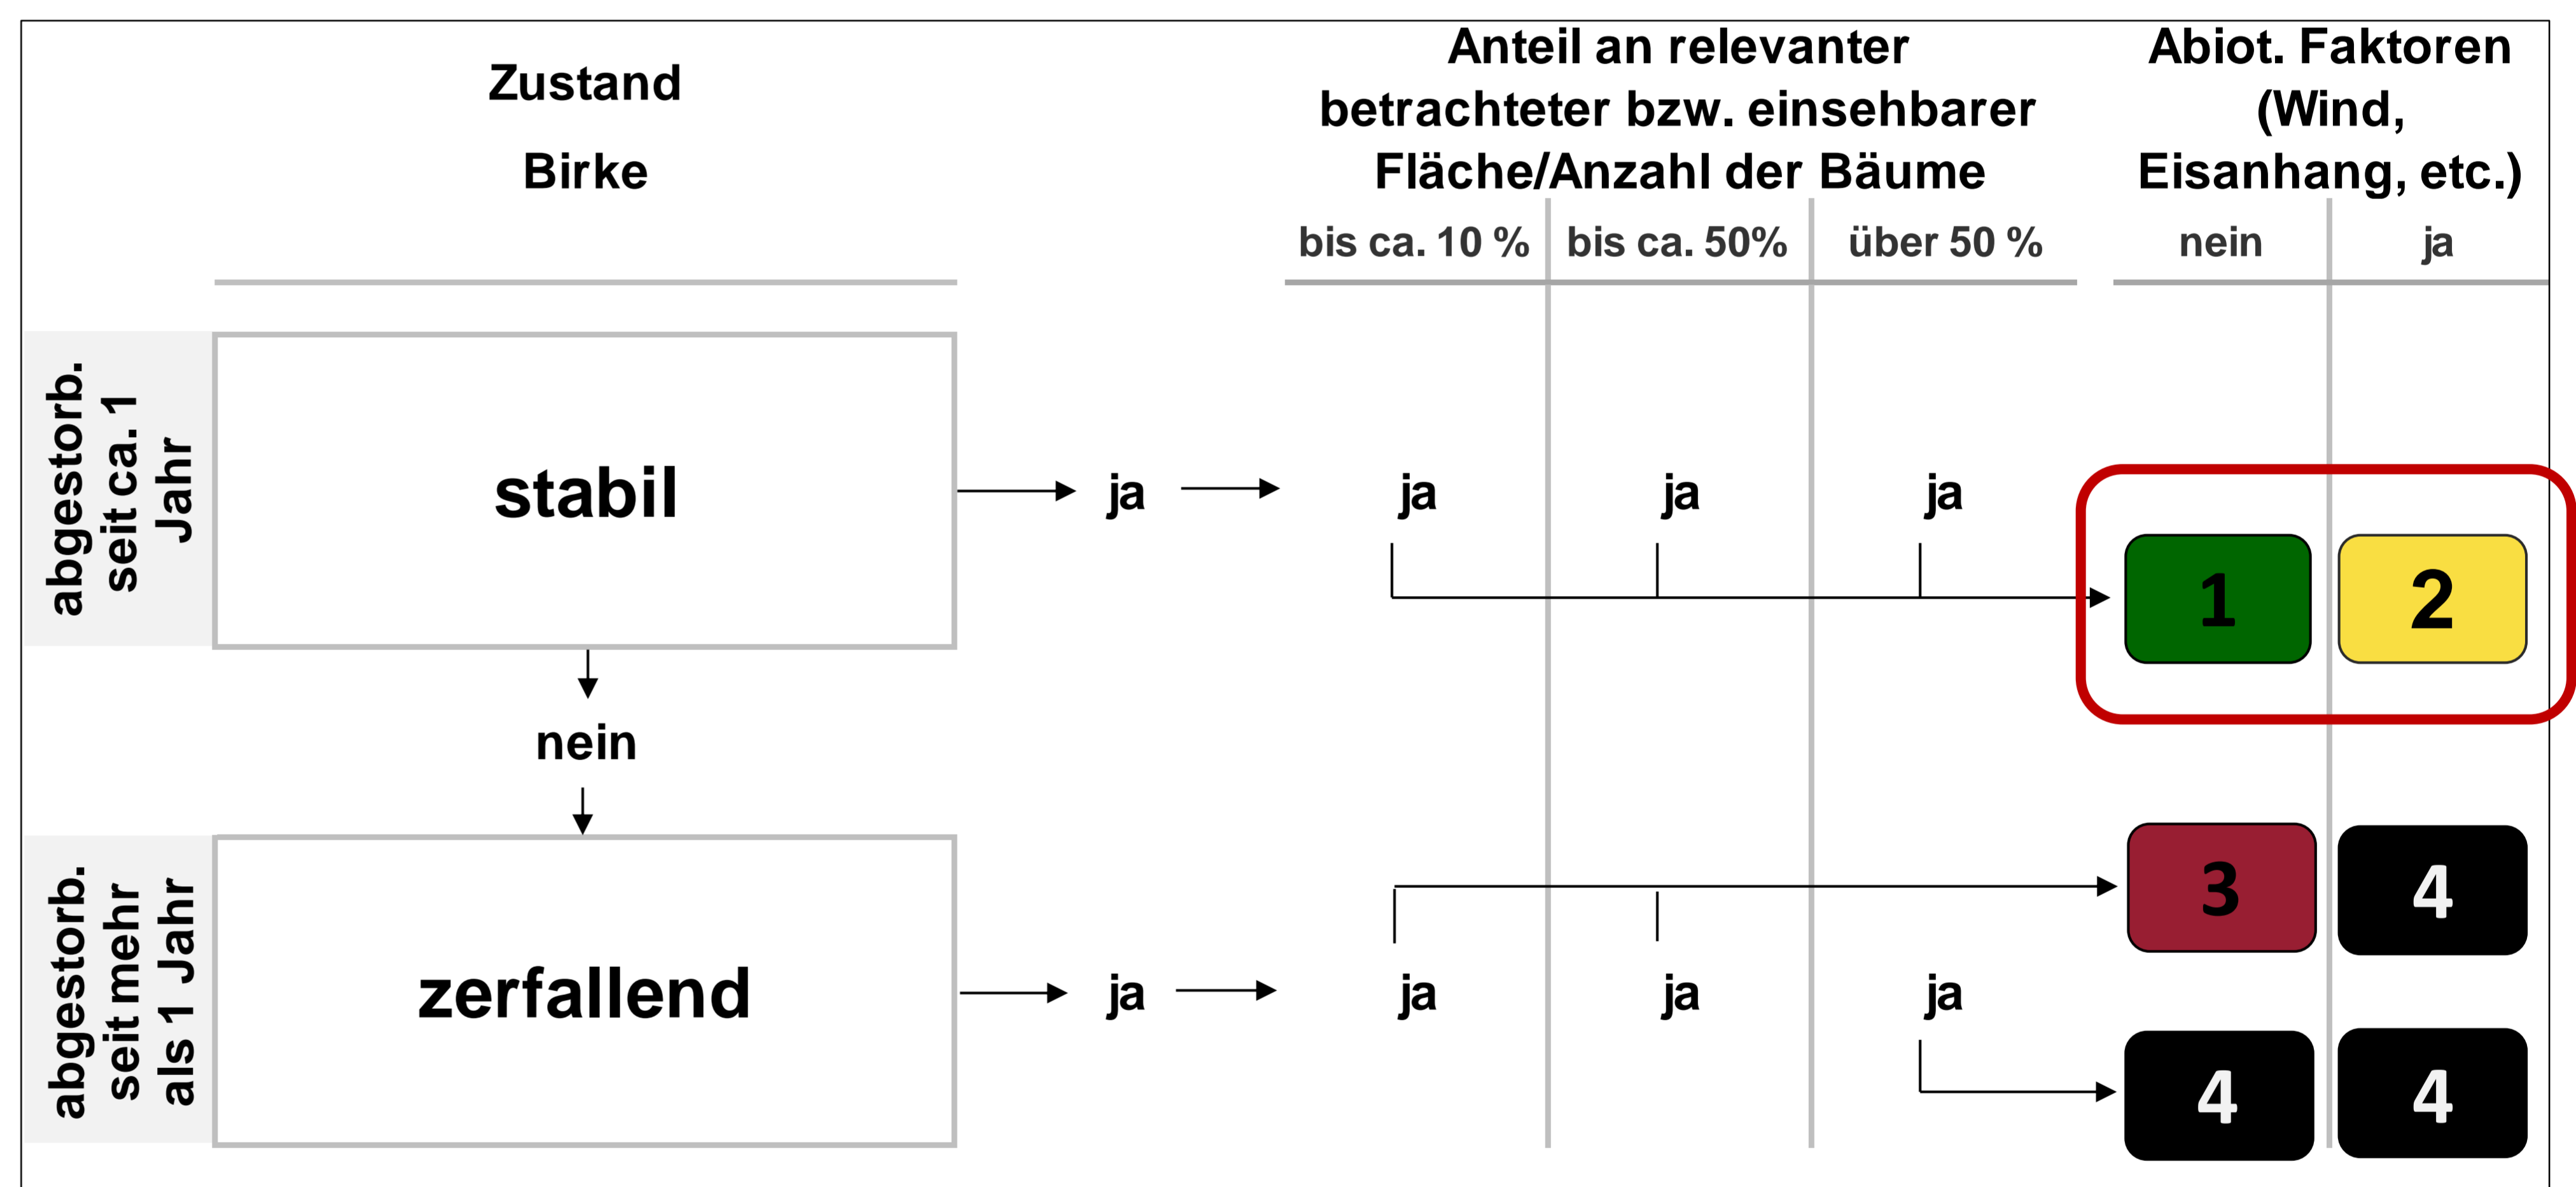 Zustand
Birke
Anteil an relevanter
betrachteter bzw. einsehbarer
Fläche/Anzahl der Bäume
Abiot. Faktoren
(Wind,
Eisanhang, etc.)
bis ca. 10 %
bis ca. 50%
über 50 %
nein
ja
abgestorb.
seit ca. 1
Jahr
stabil
ja
ja
ja
ja
1
2
nein
abgestorb.
seit mehr
als 1 Jahr
zerfallend
ja
ja
ja
ja
3
4
4
4